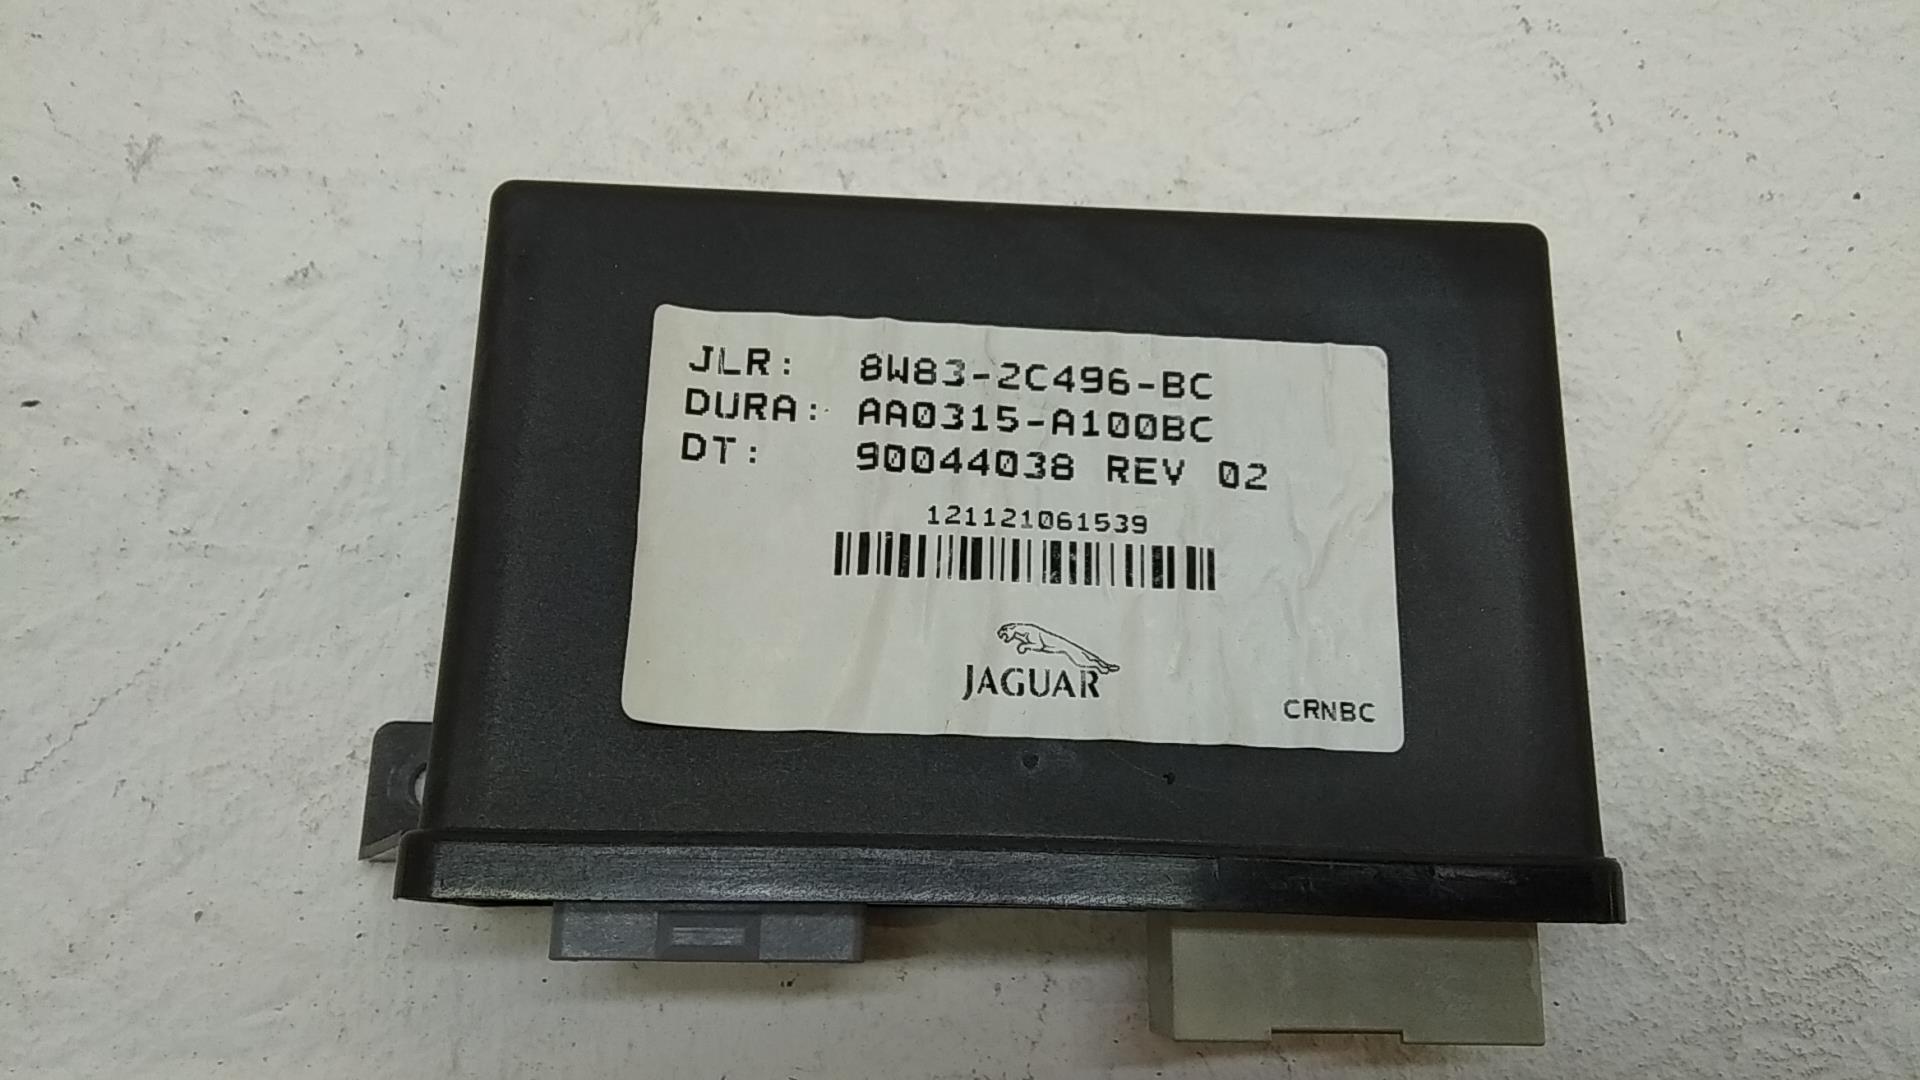 JLR: 8W83-2C496-BC
DURA: AA0315-A100BC
DT: 90044038 REV 02
121121061539
JAGUAR
CRNBC